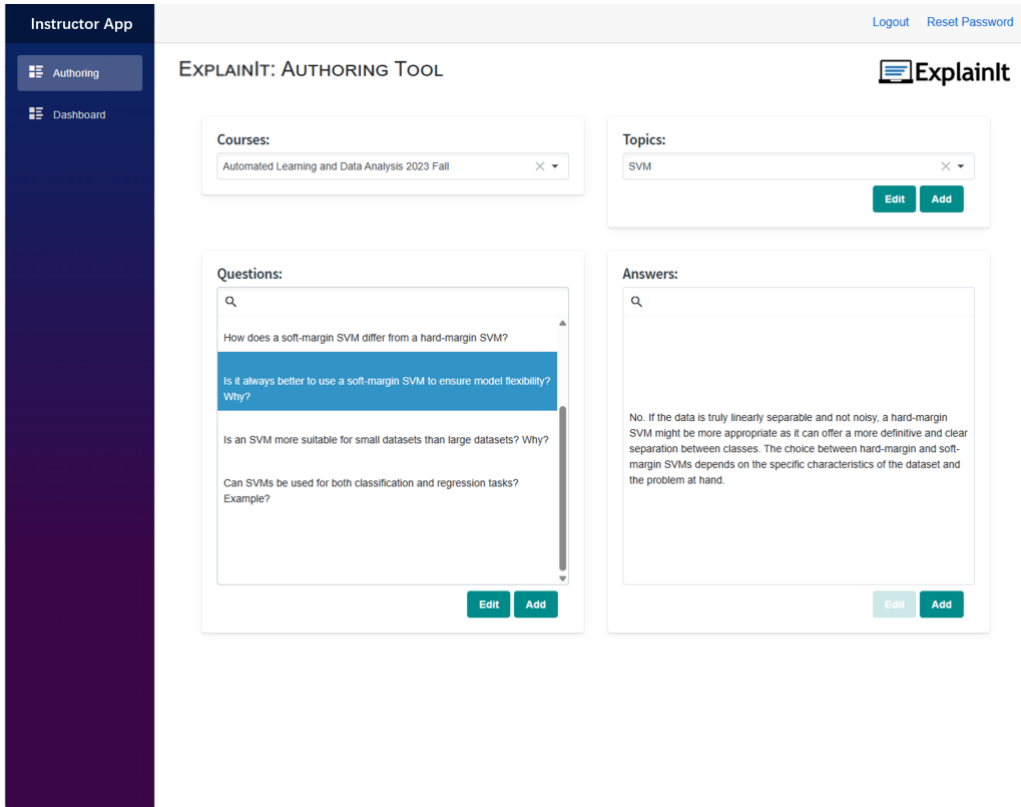 Instructor App
Logout Reset Password
Authoring
Dashboard
EXPLAINIT: AUTHORING TOOL
ExplainIt
Courses:
Automated Learning and Data Analysis 2023 Fall
Topics:
SVM
Edit Add
Questions:
How does a soft-margin SVM differ from a hard-margin SVM?
Is it always better to use a soft-margin SVM to ensure model flexibility?
Why?
Is an SVM more suitable for small datasets than large datasets? Why?
Can SVMs be used for both classification and regression tasks?
Example?
Edit Add
Answers:
No. If the data is truly linearly separable and not noisy, a hard-margin
SVM might be more appropriate as it can offer a more definitive and clear
separation between classes. The choice between hard-margin and soft-
margin SVMs depends on the specific characteristics of the dataset and
the problem at hand.
Edit Add